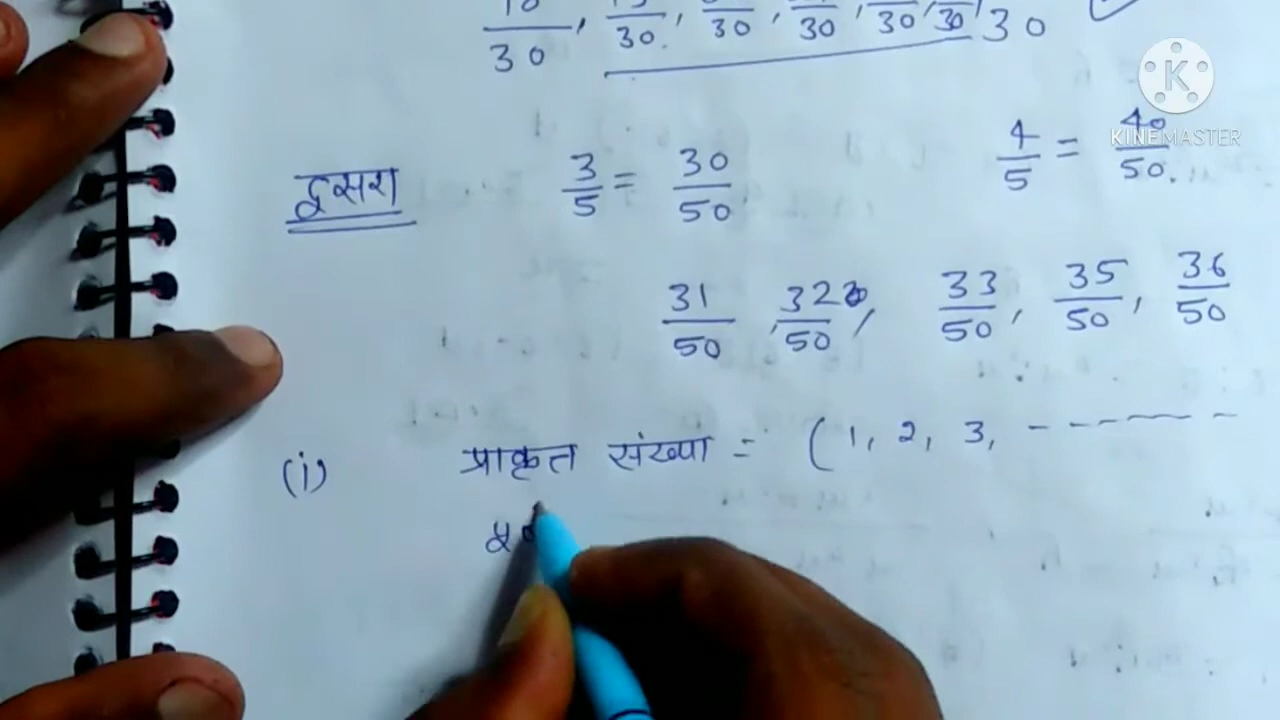 30, 30, 30, 30, 30, 30, 30
K
KINEMASTER
दूसरा 3/5 = 30/50 4/5 = 40/50
31/50, 32/50, 33/50, 35/50, 36/50
(i) प्राकृत संख्या = (1, 2, 3, ------